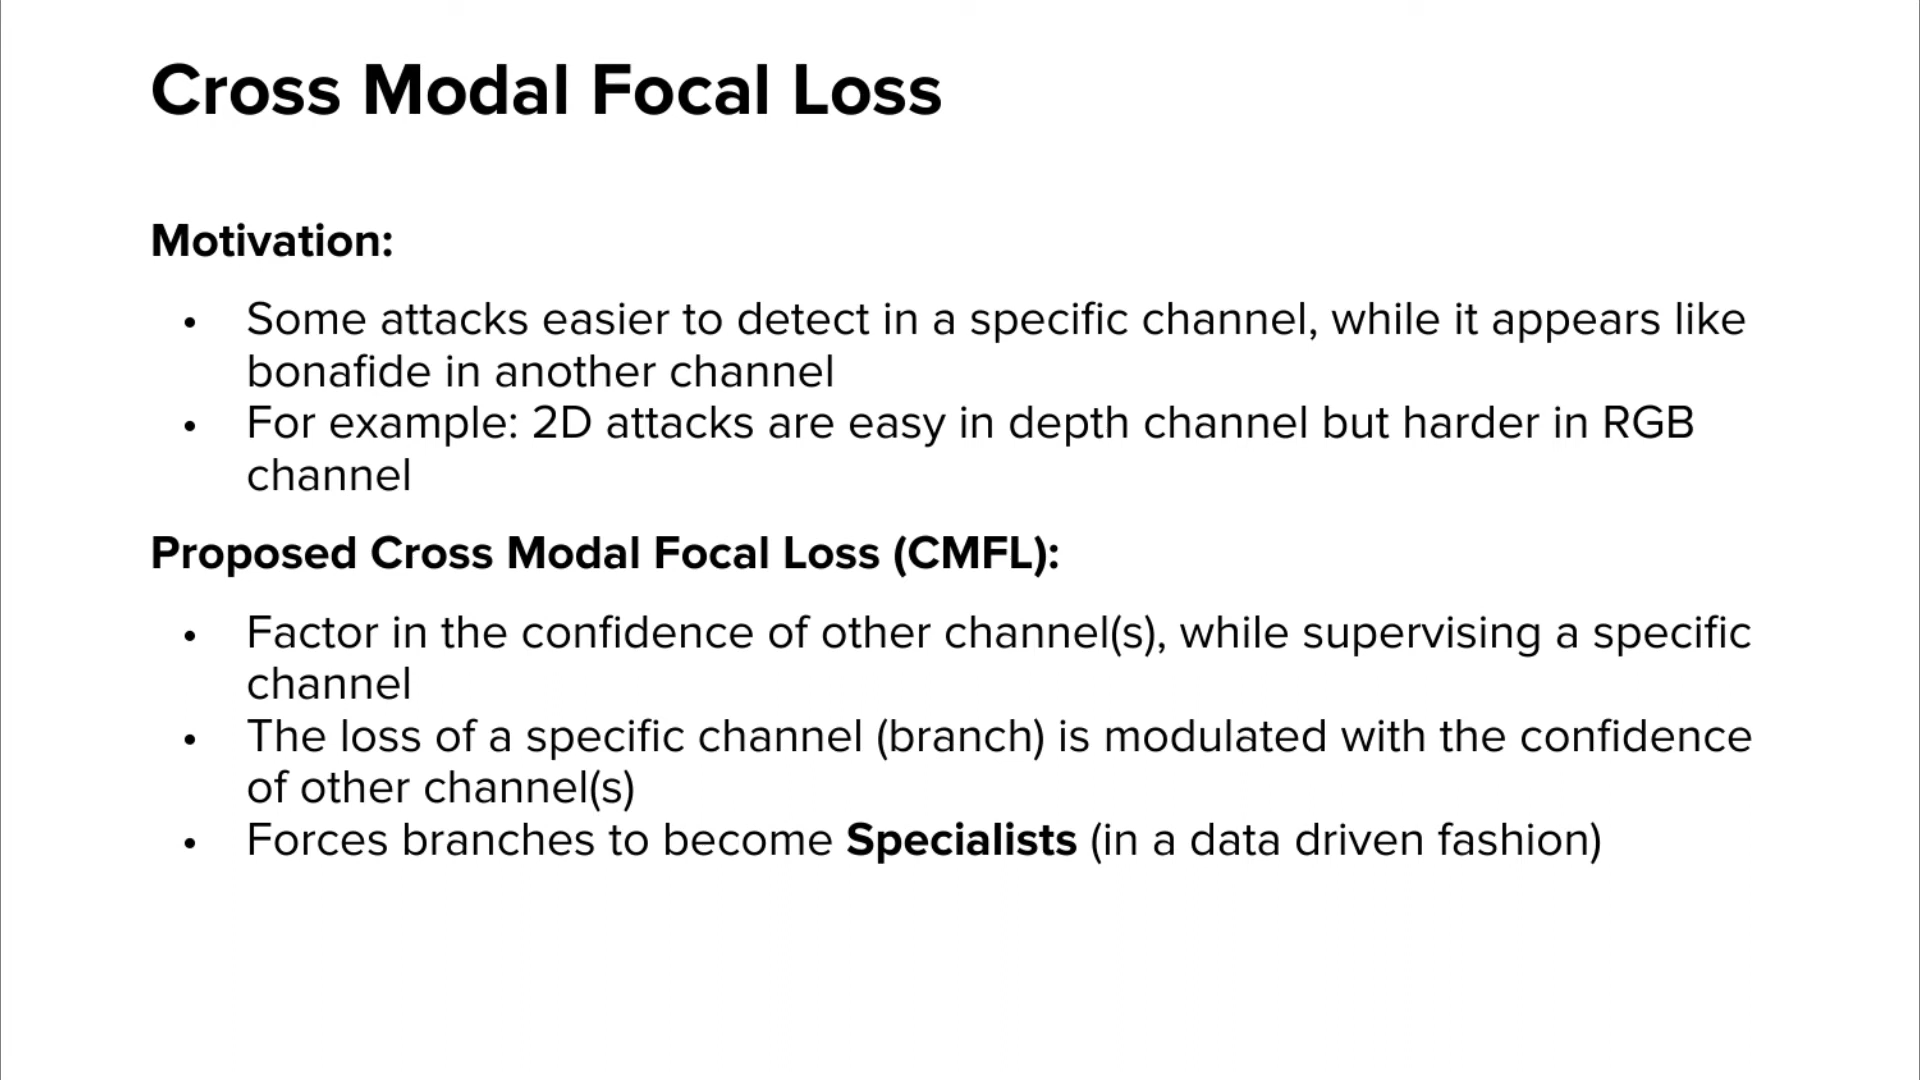 Cross Modal Focal Loss
Motivation:
• Some attacks easier to detect in a specific channel, while it appears like
bonafide in another channel
• For example: 2D attacks are easy in depth channel but harder in RGB
channel
Proposed Cross Modal Focal Loss (CMFL):
• Factor in the confidence of other channel(s), while supervising a specific
channel
• The loss of a specific channel (branch) is modulated with the confidence
of other channel(s)
• Forces branches to become Specialists (in a data driven fashion)